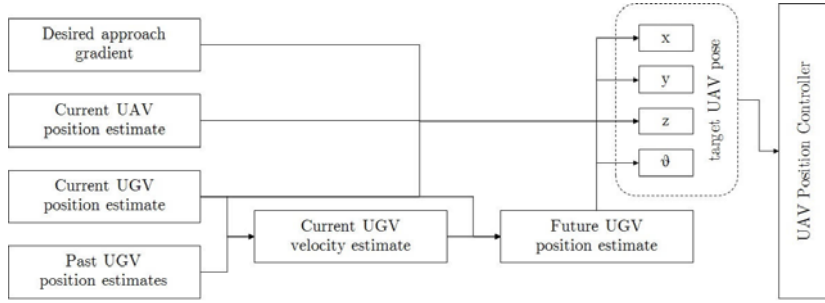 Desired approach
gradient
Current UAV
position estimate
Current UGV
position estimate
Past UGV
position estimates
Current UGV
velocity estimate
Future UGV
position estimate
x
y
z
ϑ
target UAV pose
UAV Position Controller